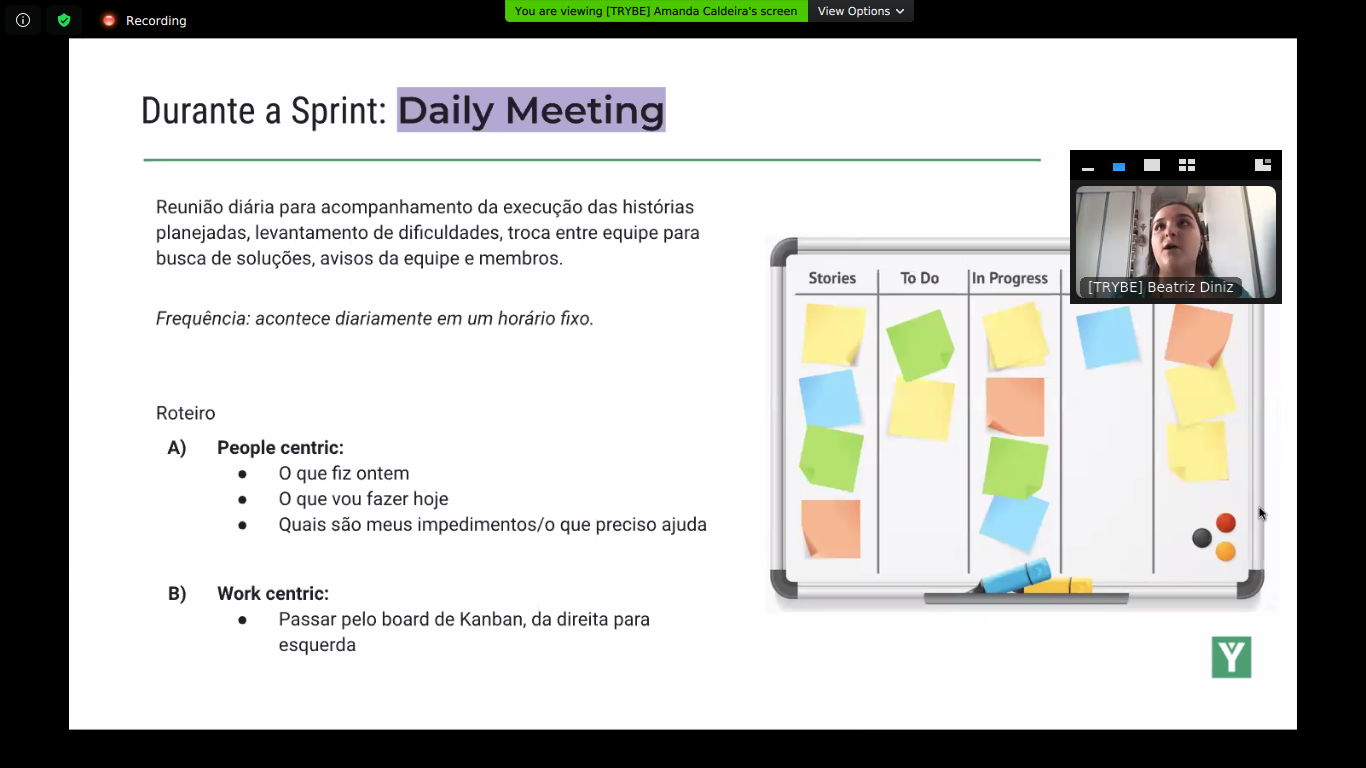 Recording
You are viewing [TRYBE] Amanda Caldeira's screen
View Options
Durante a Sprint: Daily Meeting
Reunião diária para acompanhamento da execução das histórias
planejadas, levantamento de dificuldades, troca entre equipe para
busca de soluções, avisos da equipe e membros.
Frequência: acontece diariamente em um horário fixo.
Roteiro
A) People centric:
● O que fiz ontem
● O que vou fazer hoje
● Quais são meus impedimentos/o que preciso ajuda
B) Work centric:
● Passar pelo board de Kanban, da direita para
esquerda
[TRYBE] Beatriz Diniz
Stories To Do In Progress
Y